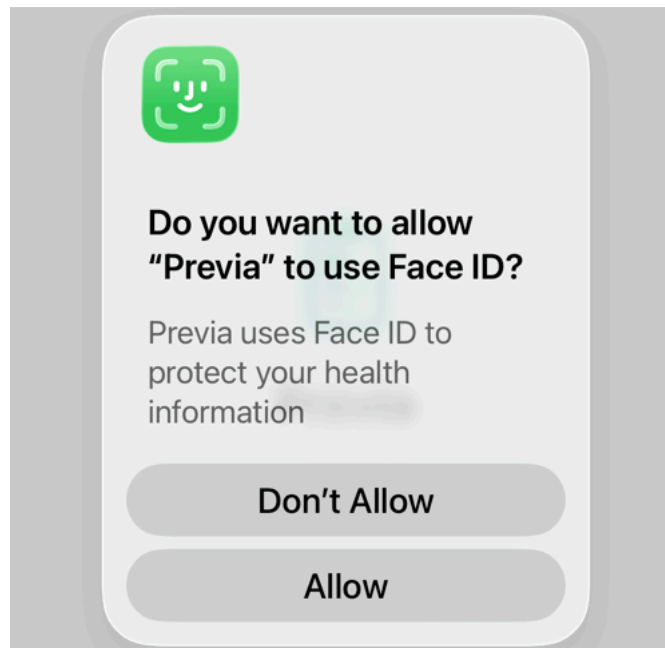 Do you want to allow
“Previa” to use Face ID?
Previa uses Face ID to
protect your health
information
Don’t Allow
Allow